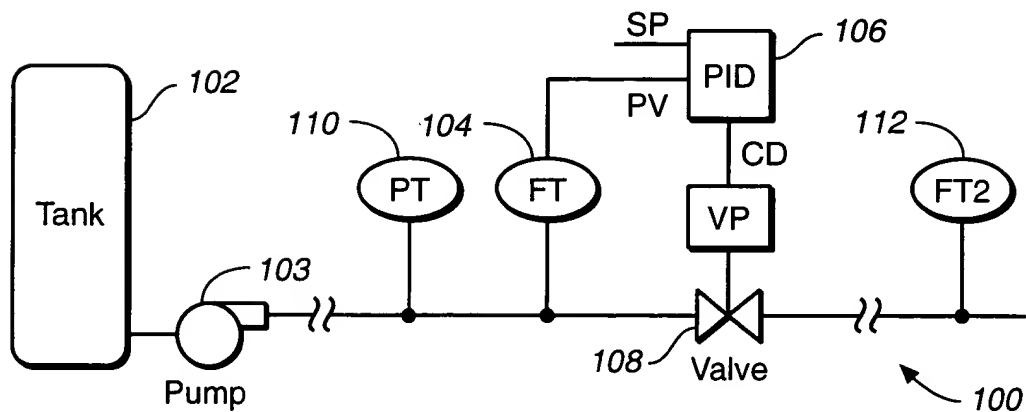 SP
106
PID
102
PV
110
104
112
CD
PT
FT
FT2
Tank
VP
103
108
Valve
Pump
100